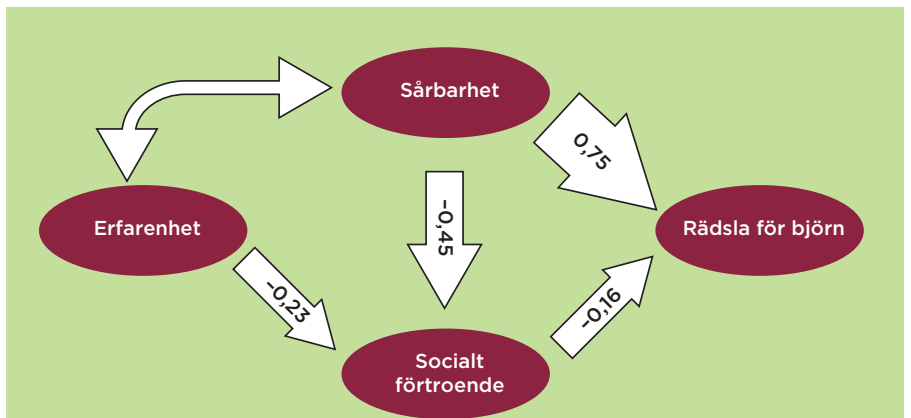 Sårbarhet
0,75
Erfarenhet
-0,45
Rädsla för björn
-0,23
-0,16
Socialt
förtroende